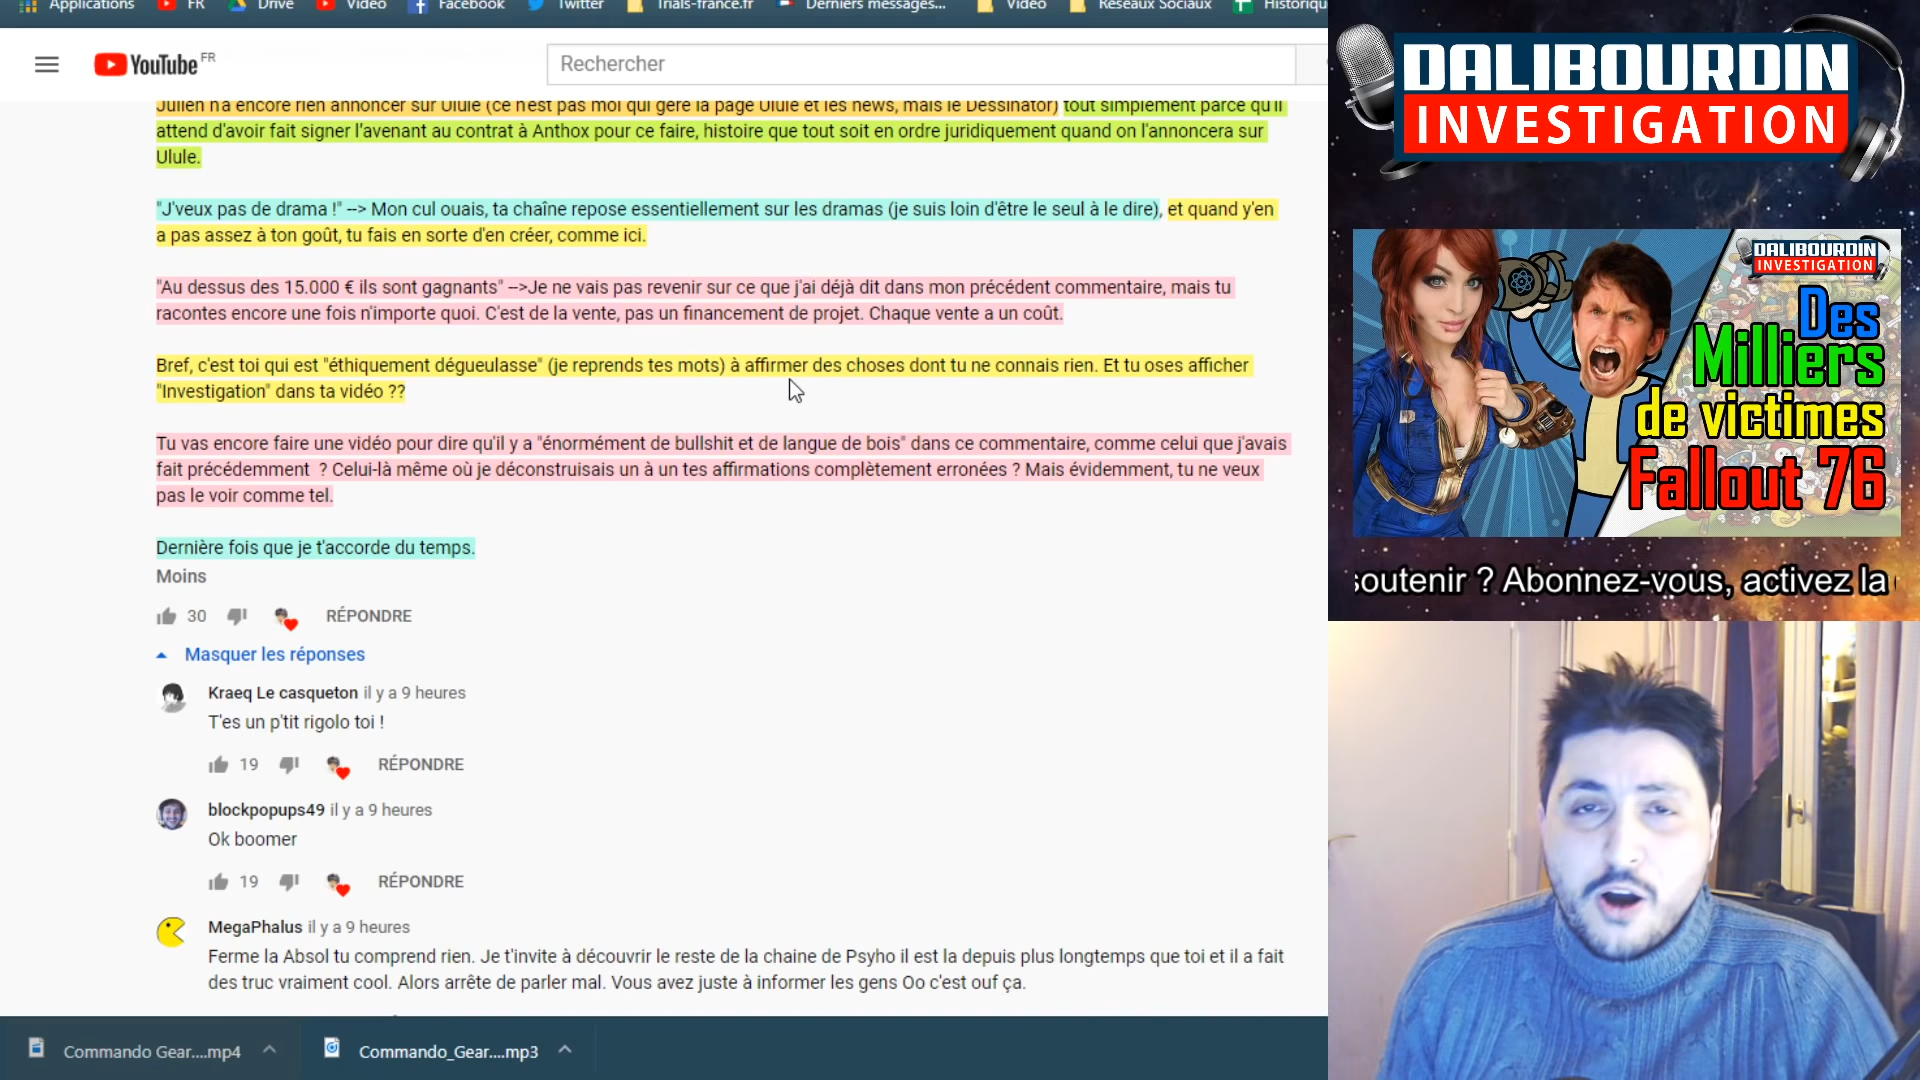 Applications FR Drive Vidéo Facebook Twitter Trials-france.fr Derniers messages... Vidéo Réseaux Sociaux
YouTube FR
Rechercher
Julien n'a encore rien annoncer sur Ulule (ce n'est pas moi qui gère la page Ulule et les news, mais le Dessinator) tout simplement parce qu'il
attend d'avoir fait signer l'avenant au contrat à Anthox pour ce faire, histoire que tout soit en ordre juridiquement quand on l'annoncera sur
Ulule.
"J'veux pas de drama !" --> Mon cul ouais, ta chaîne repose essentiellement sur les dramas (je suis loin d'être le seul à le dire), et quand y'en
a pas assez à ton goût, tu fais en sorte d'en créer, comme ici.
"Au dessus des 15.000 € ils sont gagnants" -->Je ne vais pas revenir sur ce que j'ai déjà dit dans mon précédent commentaire, mais tu
racontes encore une fois n'importe quoi. C'est de la vente, pas un financement de projet. Chaque vente a un coût.
Bref, c'est toi qui est "éthiquement dégueulasse" (je reprends tes mots) à affirmer des choses dont tu ne connais rien. Et tu oses afficher
"Investigation" dans ta vidéo ??
Tu vas encore faire une vidéo pour dire qu'il y a "énormément de bullshit et de langue de bois" dans ce commentaire, comme celui que j'avais
fait précédemment ? Celui-là même où je déconstruisais un à un tes affirmations complètement erronées ? Mais évidemment, tu ne veux
pas le voir comme tel.
Dernière fois que je t'accorde du temps.
Moins
30 RÉPONDRE
Masquer les réponses
Kraeq Le casqueton il y a 9 heures
T'es un p'tit rigolo toi !
19 RÉPONDRE
blockpopups49 il y a 9 heures
Ok boomer
19 RÉPONDRE
MegaPhalus il y a 9 heures
Ferme la Absol tu comprend rien. Je t'invite à découvrir le reste de la chaine de Psyho il est la depuis plus longtemps que toi et il a fait
des truc vraiment cool. Alors arrête de parler mal. Vous avez juste à informer les gens Oo c'est ouf ça.
Commando Gear....mp4 Commando_Gear....mp3
DALIBOURDIN
INVESTIGATION
DALIBOURDIN
INVESTIGATION
Des
Milliers
de victimes
Fallout 76
soutenir ? Abonnez-vous, activez la